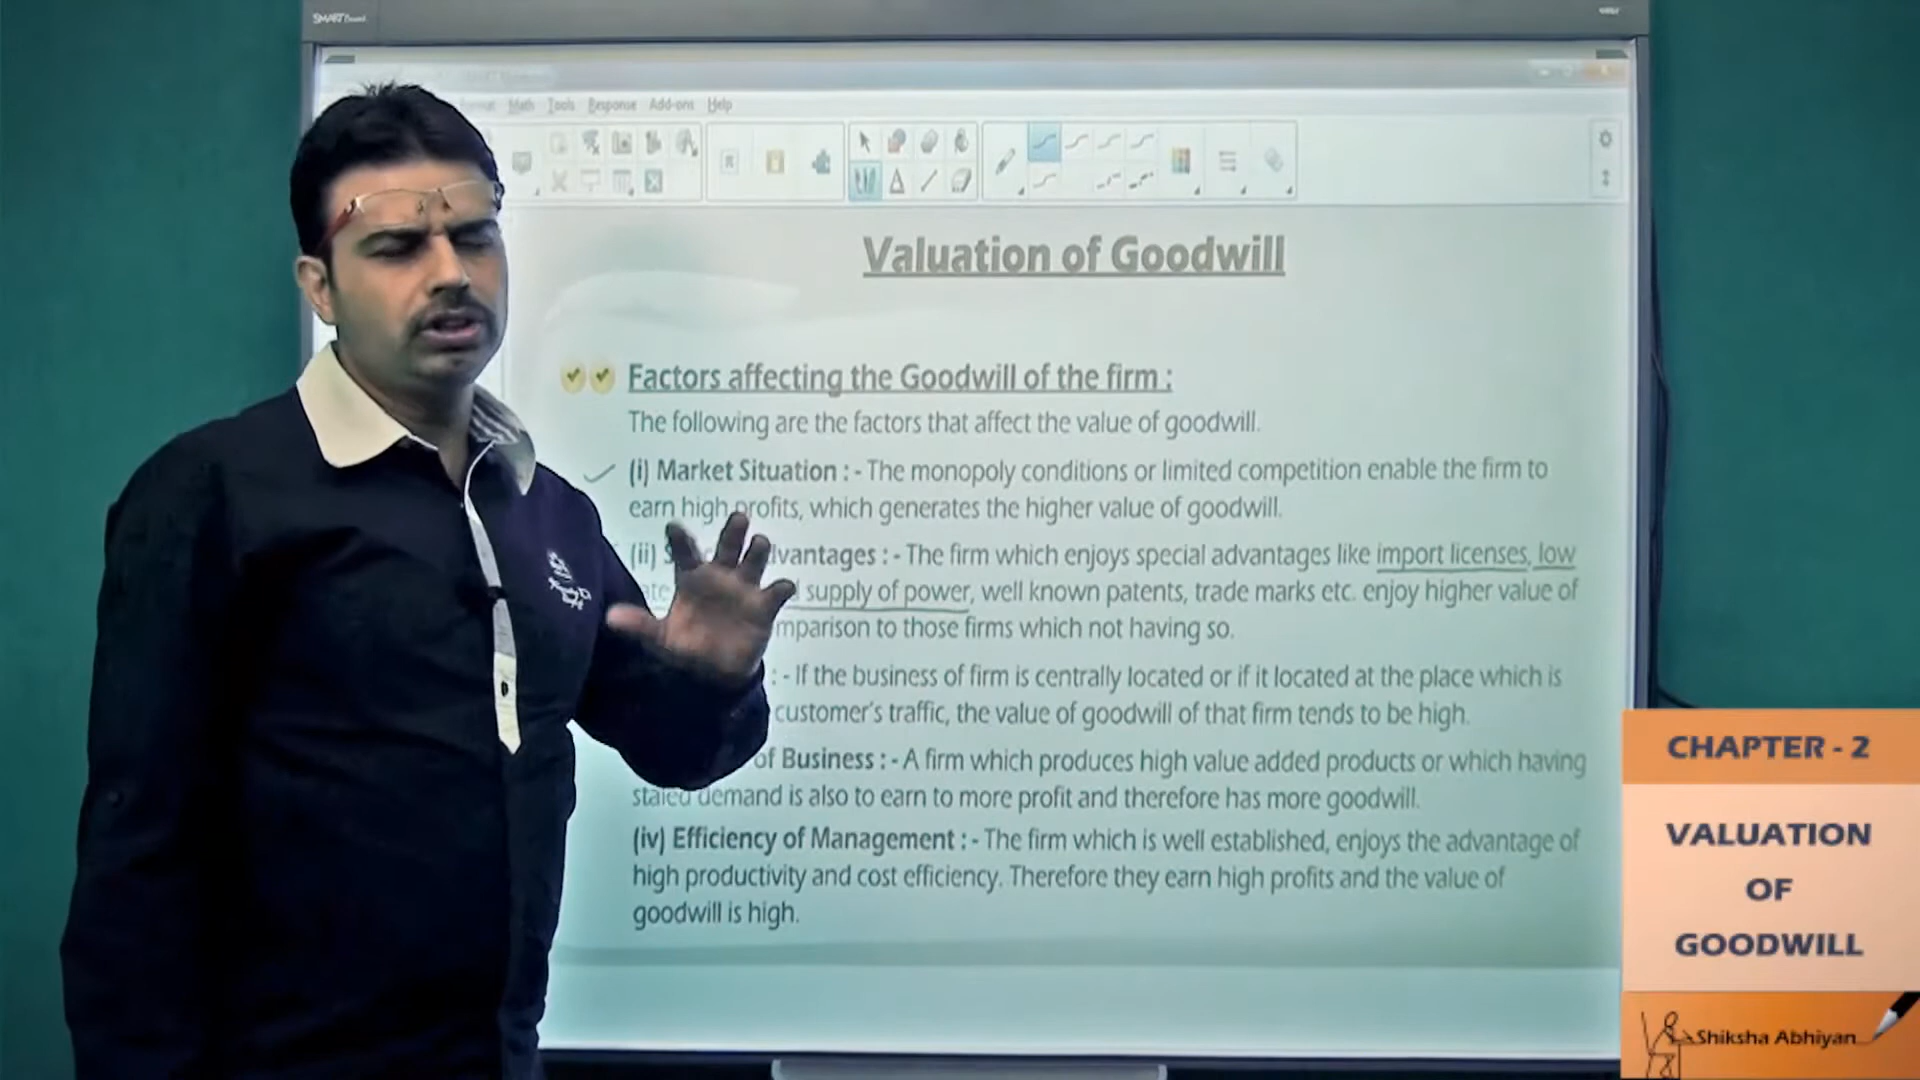 SMART Board
Format Math Tools Response Add-ons Help
Valuation of Goodwill
Factors affecting the Goodwill of the firm :
The following are the factors that affect the value of goodwill.
(i) Market Situation : - The monopoly conditions or limited competition enable the firm to
earn high profits, which generates the higher value of goodwill.
(ii) vantages : - The firm which enjoys special advantages like import licenses, low
supply of power, well known patents, trade marks etc. enjoy higher value of
mparison to those firms which not having so.
: - If the business of firm is centrally located or if it located at the place which is
customer's traffic, the value of goodwill of that firm tends to be high.
of Business : - A firm which produces high value added products or which having
staled demand is also to earn to more profit and therefore has more goodwill.
(iv) Efficiency of Management : - The firm which is well established, enjoys the advantage of
high productivity and cost efficiency. Therefore they earn high profits and the value of
goodwill is high.
CHAPTER - 2
VALUATION
OF
GOODWILL
Shiksha Abhiyan